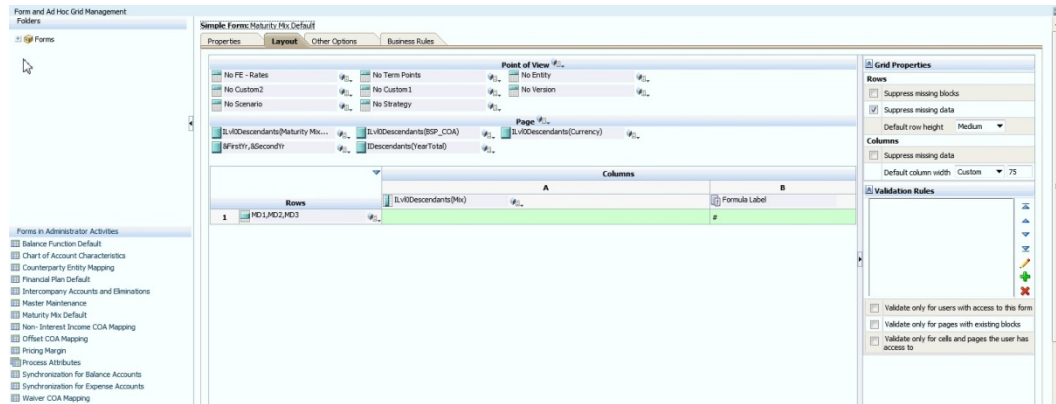 Form and Ad Hoc Grid Management
Folders
Forms
Simple Form: Maturity Mix Default
Properties Layout Other Options Business Rules
Point of View
No FE - Rates No Term Points No Entity
No Custom2 No Custom1 No Version
No Scenario No Strategy
Page
ILvl0Descendants(Maturity Mix... ILvl0Descendants(BSP_COA) ILvl0Descendants(Currency)
&FirstYr,&SecondYr IDescendants(YearTotal)
Columns
A B
Rows ILvl0Descendants(Mix) Formula Label
1 MD1,MD2,MD3 #
Grid Properties
Rows
Suppress missing blocks
Suppress missing data
Default row height Medium
Columns
Suppress missing data
Default column width Custom 75
Validation Rules
Validate only for users with access to this form
Validate only for pages with existing blocks
Validate only for cells and pages the user has
access to
Forms in Administrator Activities
Balance Function Default
Chart of Account Characteristics
Counterparty Entity Mapping
Financial Plan Default
Intercompany Accounts and Eliminations
Master Maintenance
Maturity Mix Default
Non- Interest Income COA Mapping
Offset COA Mapping
Pricing Margin
Process Attributes
Synchronization for Balance Accounts
Synchronization for Expense Accounts
Waiver COA Mapping